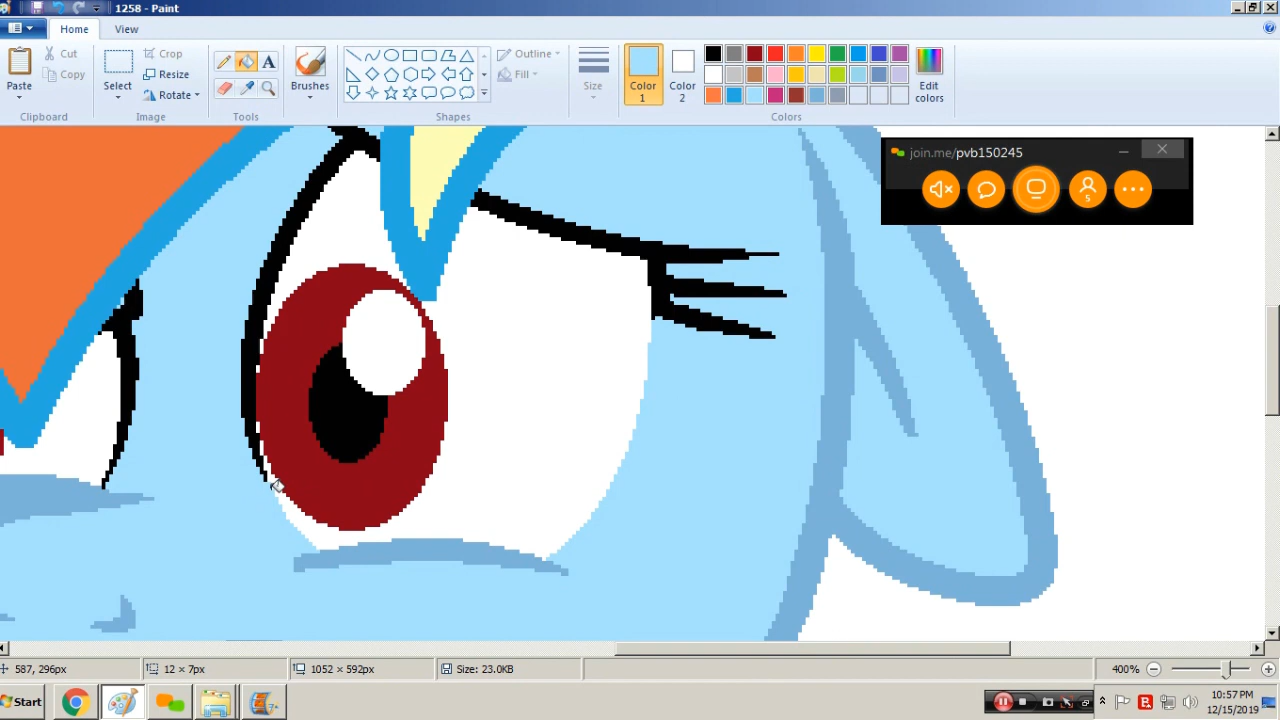 1258 - Paint
Home
View
Paste
Cut
Copy
Clipboard
Select
Crop
Resize
Rotate
Image
A
Tools
Brushes
Outline
Fill
Shapes
Size
Color 1
Color 2
Edit colors
Colors
join.me/pvb150245
5
587, 296px
12 × 7px
1052 × 592px
Size: 23.0KB
400%
Start
10:57 PM
12/15/2019